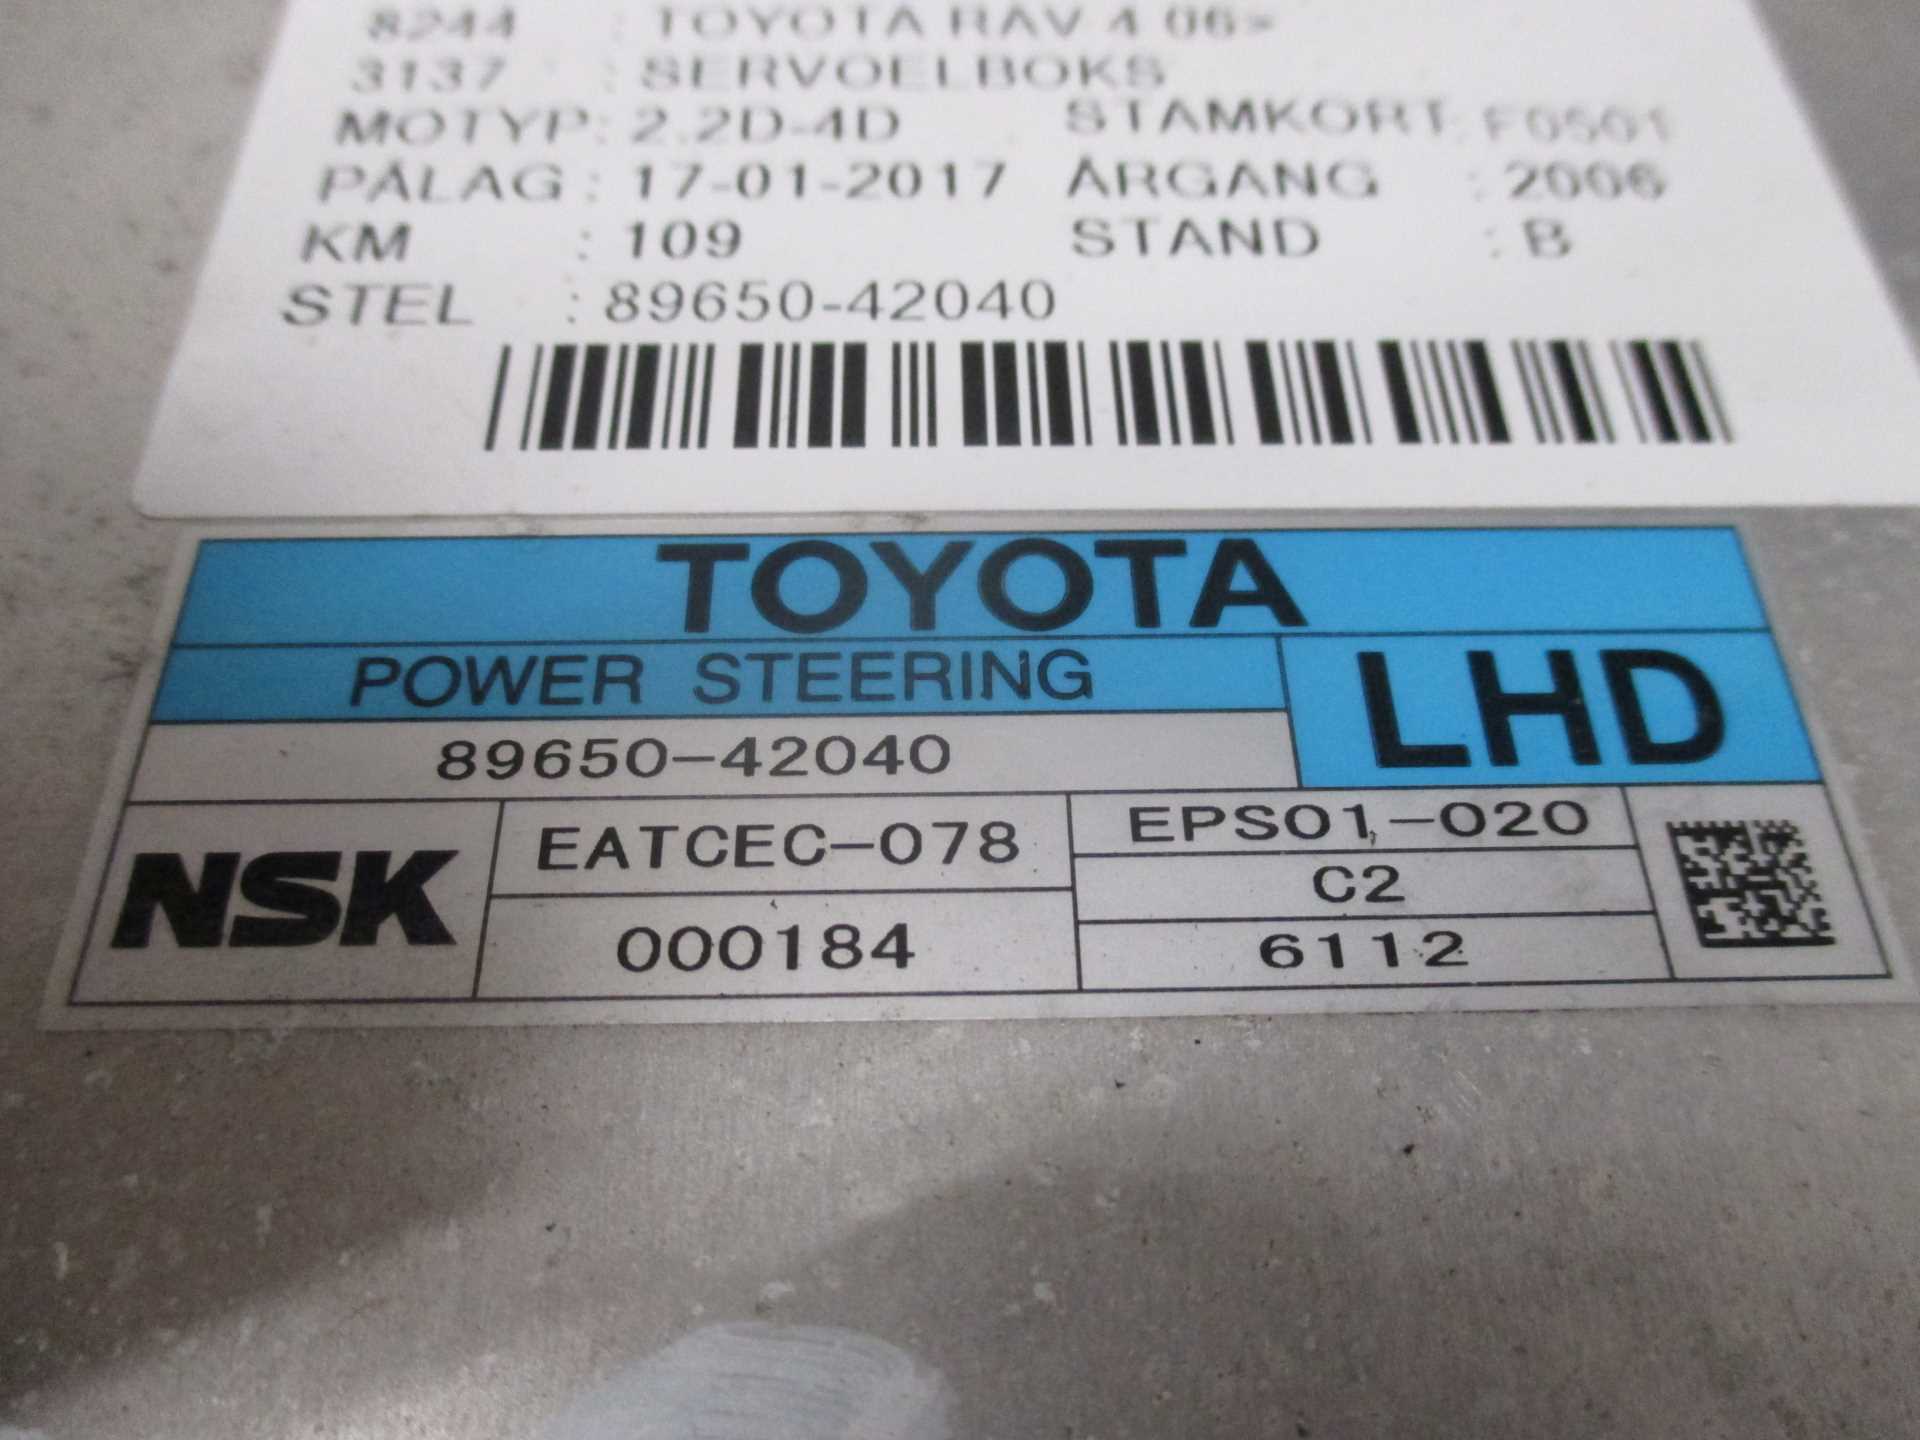 8244 : TOYOTA RAV 4 06>
3137 : SERVOELBOKS
MOTYP: 2.2D-4D STAMKORT: F0501
PÅLAG : 17-01-2017 ÅRGANG : 2006
KM : 109 STAND : B
STEL : 89650-42040
TOYOTA
POWER STEERING LHD
89650-42040
NSK EATCEC-078 EPS01-020
C2
000184 6112